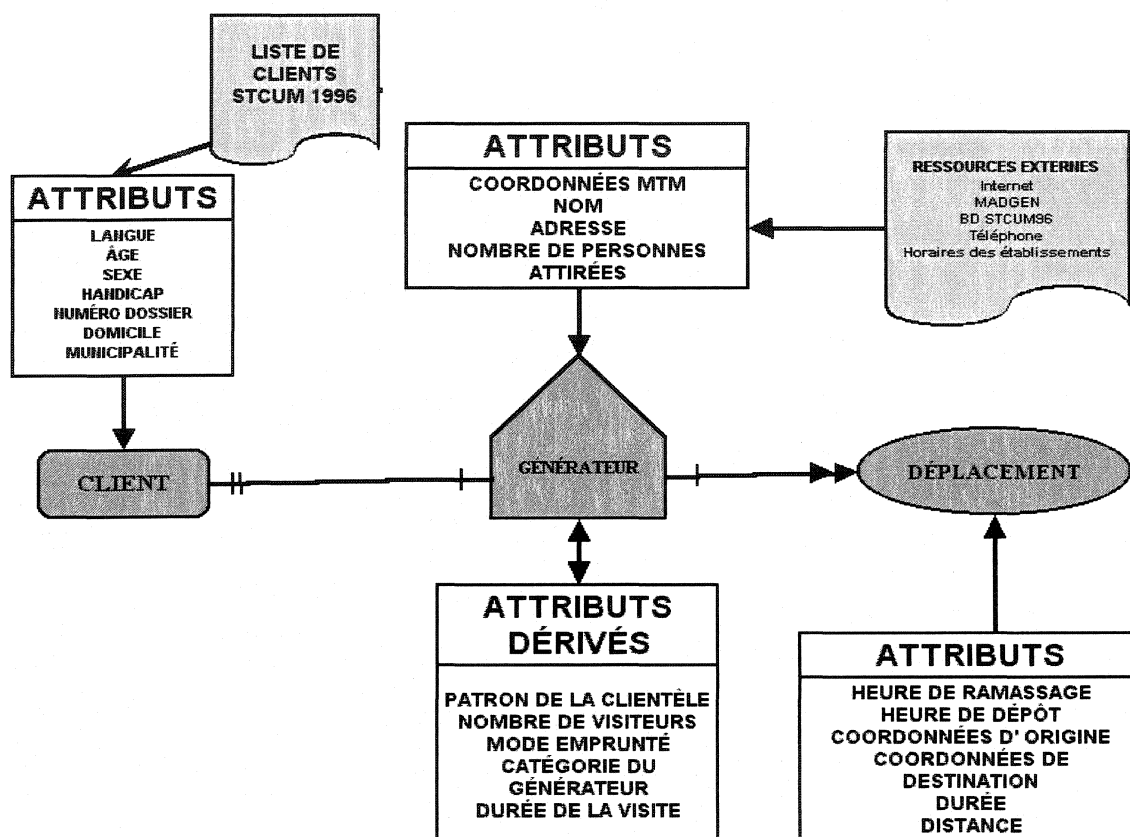 LISTE DE
CLIENTS
STCUM 1996
ATTRIBUTS
LANGUE
ÂGE
SEXE
HANDICAP
NUMÉRO DOSSIER
DOMICILE
MUNICIPALITÉ
ATTRIBUTS
COORDONNÉES MTM
NOM
ADRESSE
NOMBRE DE PERSONNES
ATTIRÉES
RESSOURCES EXTERNES
Internet
MADGEN
BD STCUM96
Téléphone
Horaires des établissements
CLIENT
GÉNÉRATEUR
DÉPLACEMENT
ATTRIBUTS
DÉRIVÉS
PATRON DE LA CLIENTÈLE
NOMBRE DE VISITEURS
MODE EMPRUNTÉ
CATÉGORIE DU
GÉNÉRATEUR
DURÉE DE LA VISITE
ATTRIBUTS
HEURE DE RAMASSAGE
HEURE DE DÉPÔT
COORDONNÉES D' ORIGINE
COORDONNÉES DE
DESTINATION
DURÉE
DISTANCE